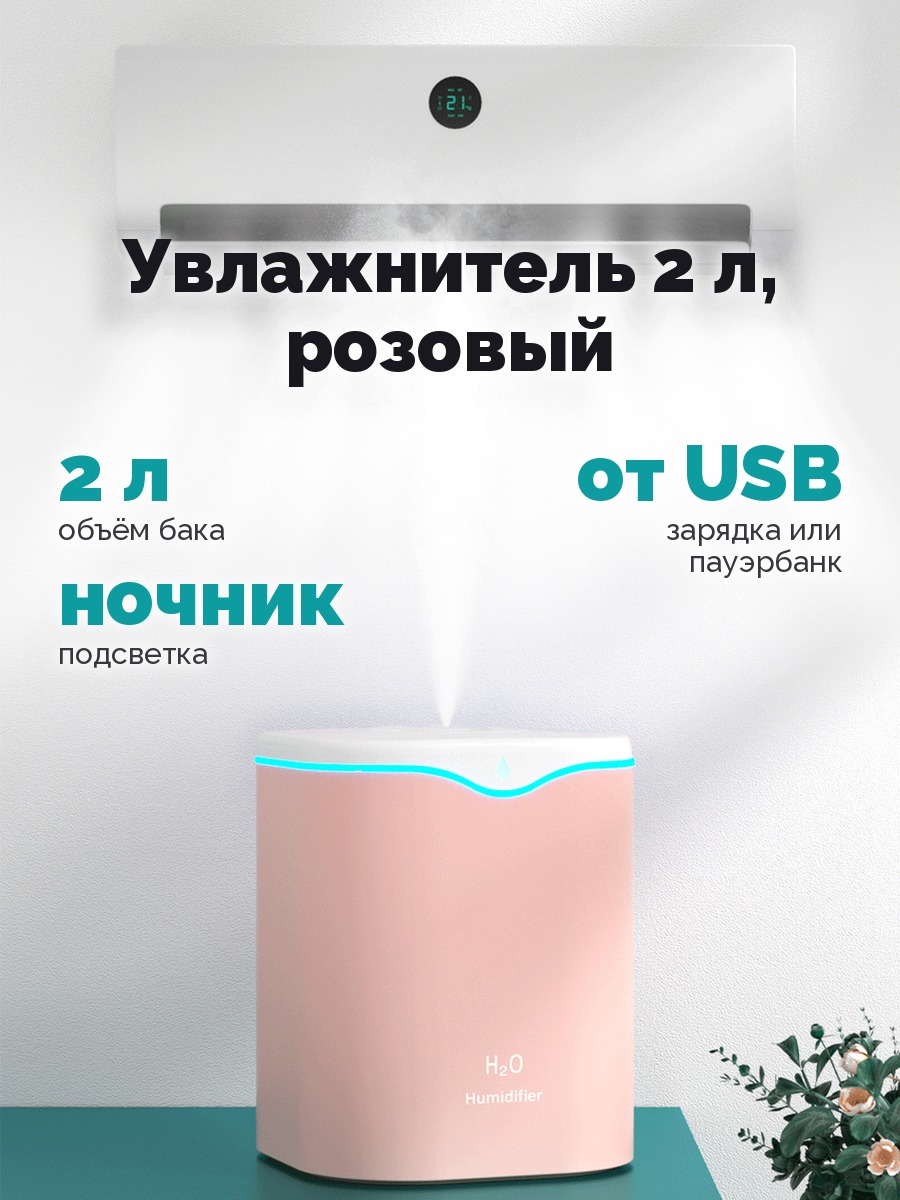 21
Увлажнитель 2 л,
розовый
2 л
объём бака
ночник
подсветка
от USB
зарядка или
пауэрбанк
H₂O
Humidifier